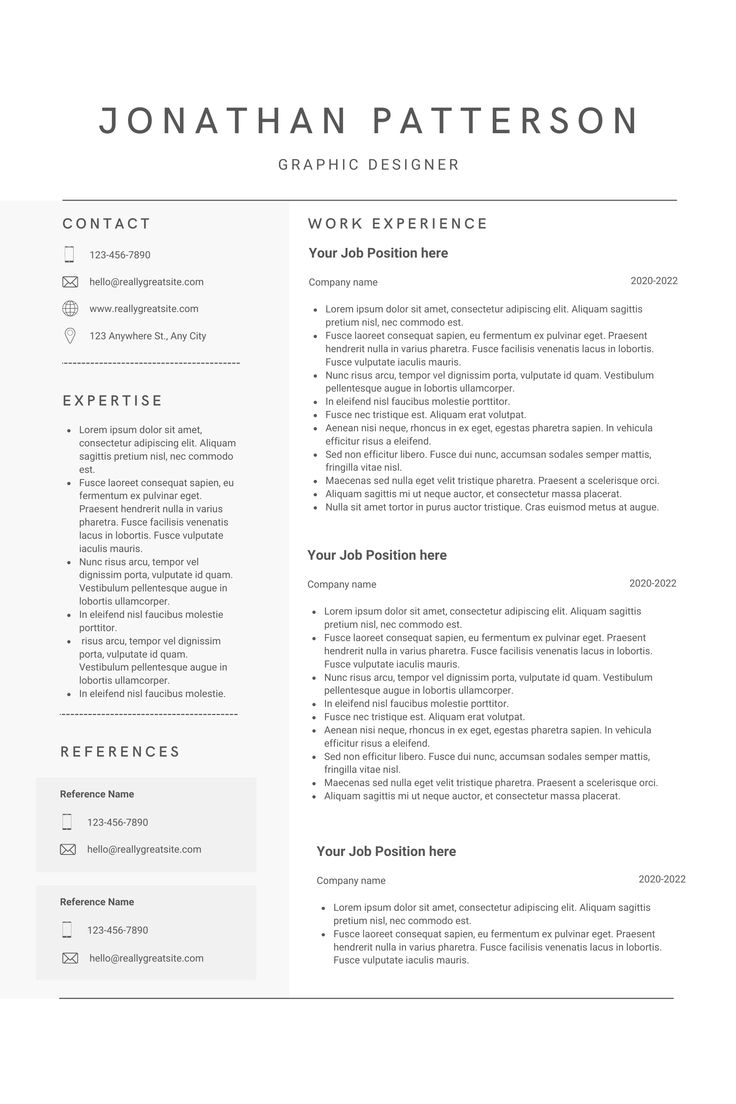 JONATHAN PATTERSON
GRAPHIC DESIGNER
CONTACT
123-456-7890
hello@reallygreatsite.com
www.reallygreatsite.com
123 Anywhere St., Any City
EXPERTISE
• Lorem ipsum dolor sit amet,
consectetur adipiscing elit. Aliquam
sagittis pretium nisl, nec commodo
est.
• Fusce laoreet consequat sapien, eu
fermentum ex pulvinar eget.
Praesent hendrerit nulla in varius
pharetra. Fusce facilisis venenatis
lacus in lobortis. Fusce vulputate
iaculis mauris.
• Nunc risus arcu, tempor vel
dignissim porta, vulputate id quam.
Vestibulum pellentesque augue in
lobortis ullamcorper.
• In eleifend nisl faucibus molestie
porttitor.
• risus arcu, tempor vel dignissim
porta, vulputate id quam.
Vestibulum pellentesque augue in
lobortis ullamcorper.
• In eleifend nisl faucibus molestie.
REFERENCES
Reference Name
123-456-7890
hello@reallygreatsite.com
Reference Name
123-456-7890
hello@reallygreatsite.com
WORK EXPERIENCE
Your Job Position here
Company name 2020-2022
• Lorem ipsum dolor sit amet, consectetur adipiscing elit. Aliquam sagittis
pretium nisl, nec commodo est.
• Fusce laoreet consequat sapien, eu fermentum ex pulvinar eget. Praesent
hendrerit nulla in varius pharetra. Fusce facilisis venenatis lacus in lobortis.
Fusce vulputate iaculis mauris.
• Nunc risus arcu, tempor vel dignissim porta, vulputate id quam. Vestibulum
pellentesque augue in lobortis ullamcorper.
• In eleifend nisl faucibus molestie porttitor.
• Fusce nec tristique est. Aliquam erat volutpat.
• Aenean nisi neque, rhoncus in ex eget, egestas pharetra sapien. In vehicula
efficitur risus a eleifend.
• Sed non efficitur libero. Fusce dui nunc, accumsan sodales semper mattis,
fringilla vitae nisl.
• Maecenas sed nulla eget velit tristique pharetra. Praesent a scelerisque orci.
• Aliquam sagittis mi ut neque auctor, et consectetur massa placerat.
• Nulla sit amet tortor in purus auctor tristique. Cras euismod metus at augue.
Your Job Position here
Company name 2020-2022
• Lorem ipsum dolor sit amet, consectetur adipiscing elit. Aliquam sagittis
pretium nisl, nec commodo est.
• Fusce laoreet consequat sapien, eu fermentum ex pulvinar eget. Praesent
hendrerit nulla in varius pharetra. Fusce facilisis venenatis lacus in lobortis.
Fusce vulputate iaculis mauris.
• Nunc risus arcu, tempor vel dignissim porta, vulputate id quam. Vestibulum
pellentesque augue in lobortis ullamcorper.
• In eleifend nisl faucibus molestie porttitor.
• Fusce nec tristique est. Aliquam erat volutpat.
• Aenean nisi neque, rhoncus in ex eget, egestas pharetra sapien. In vehicula
efficitur risus a eleifend.
• Sed non efficitur libero. Fusce dui nunc, accumsan sodales semper mattis,
fringilla vitae nisl.
• Maecenas sed nulla eget velit tristique pharetra. Praesent a scelerisque orci.
• Aliquam sagittis mi ut neque auctor, et consectetur massa placerat.
Your Job Position here
Company name 2020-2022
• Lorem ipsum dolor sit amet, consectetur adipiscing elit. Aliquam sagittis
pretium nisl, nec commodo est.
• Fusce laoreet consequat sapien, eu fermentum ex pulvinar eget. Praesent
hendrerit nulla in varius pharetra. Fusce facilisis venenatis lacus in lobortis.
Fusce vulputate iaculis mauris.